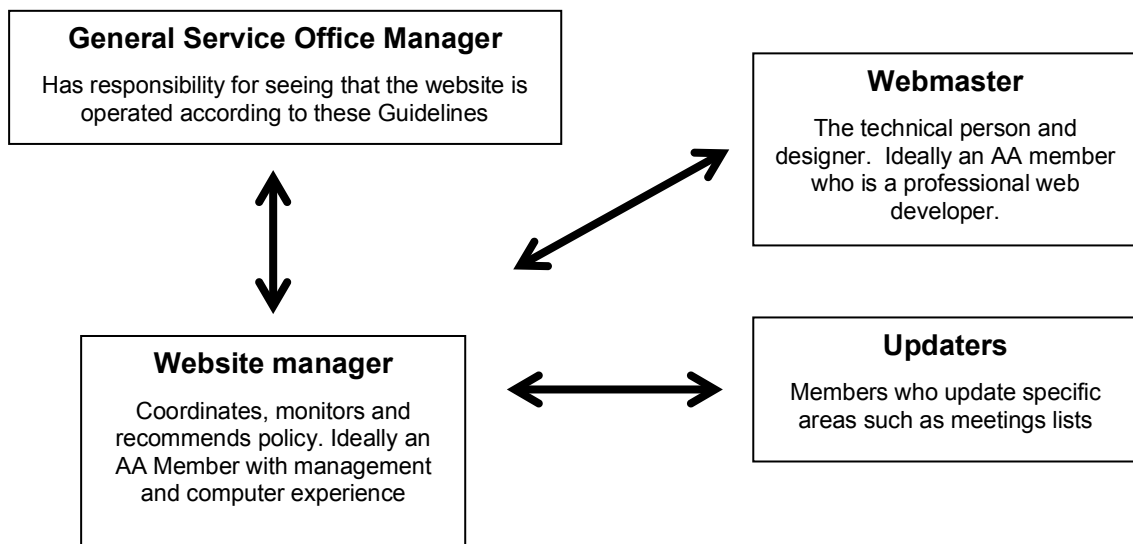 General Service Office Manager
Has responsibility for seeing that the website is
operated according to these Guidelines
Webmaster
The technical person and
designer. Ideally an AA member
who is a professional web
developer.
Website manager
Coordinates, monitors and
recommends policy. Ideally an
AA Member with management
and computer experience
Updaters
Members who update specific
areas such as meetings lists